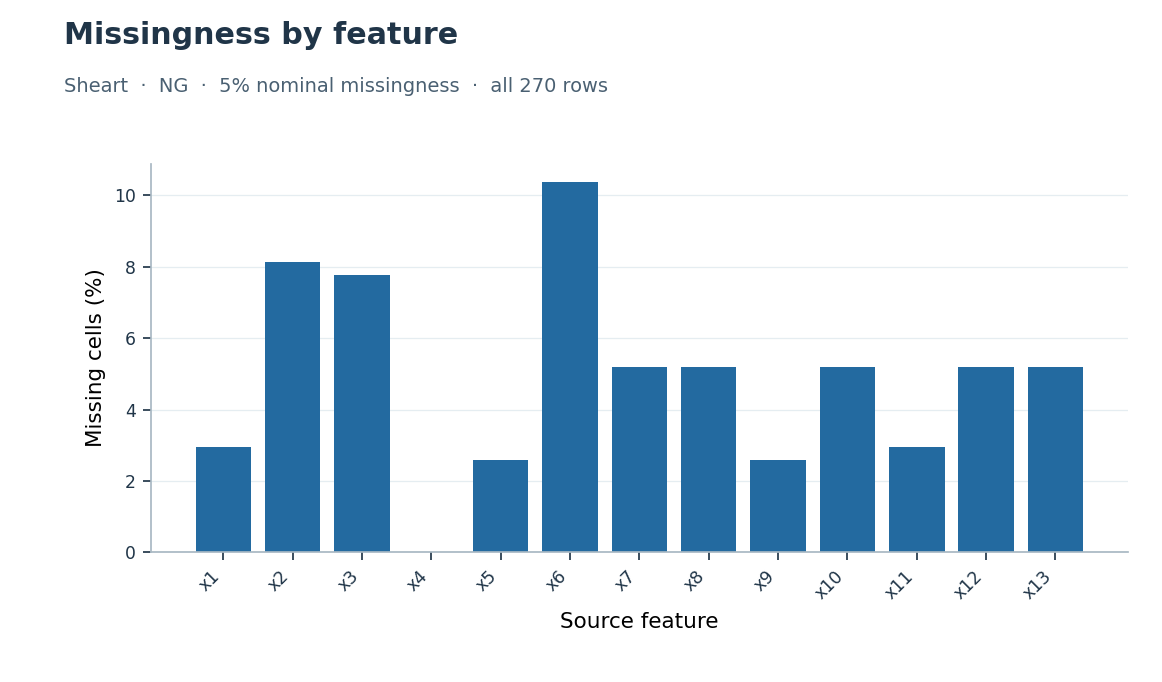 Missingness by feature
Sheart · NG · 5% nominal missingness · all 270 rows
Missing cells (%)
10
8
6
4
2
0
x1 x2 x3 x4 x5 x6 x7 x8 x9 x10 x11 x12 x13
Source feature